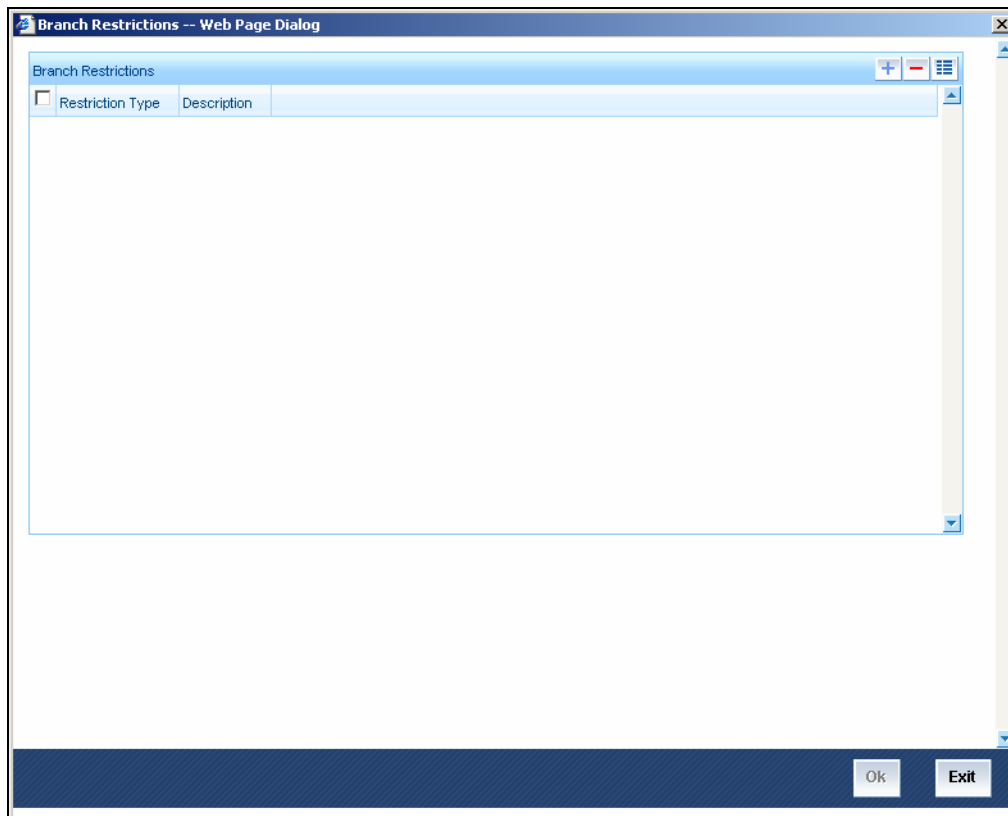 Branch Restrictions -- Web Page Dialog
Branch Restrictions
Restriction Type Description
Ok Exit